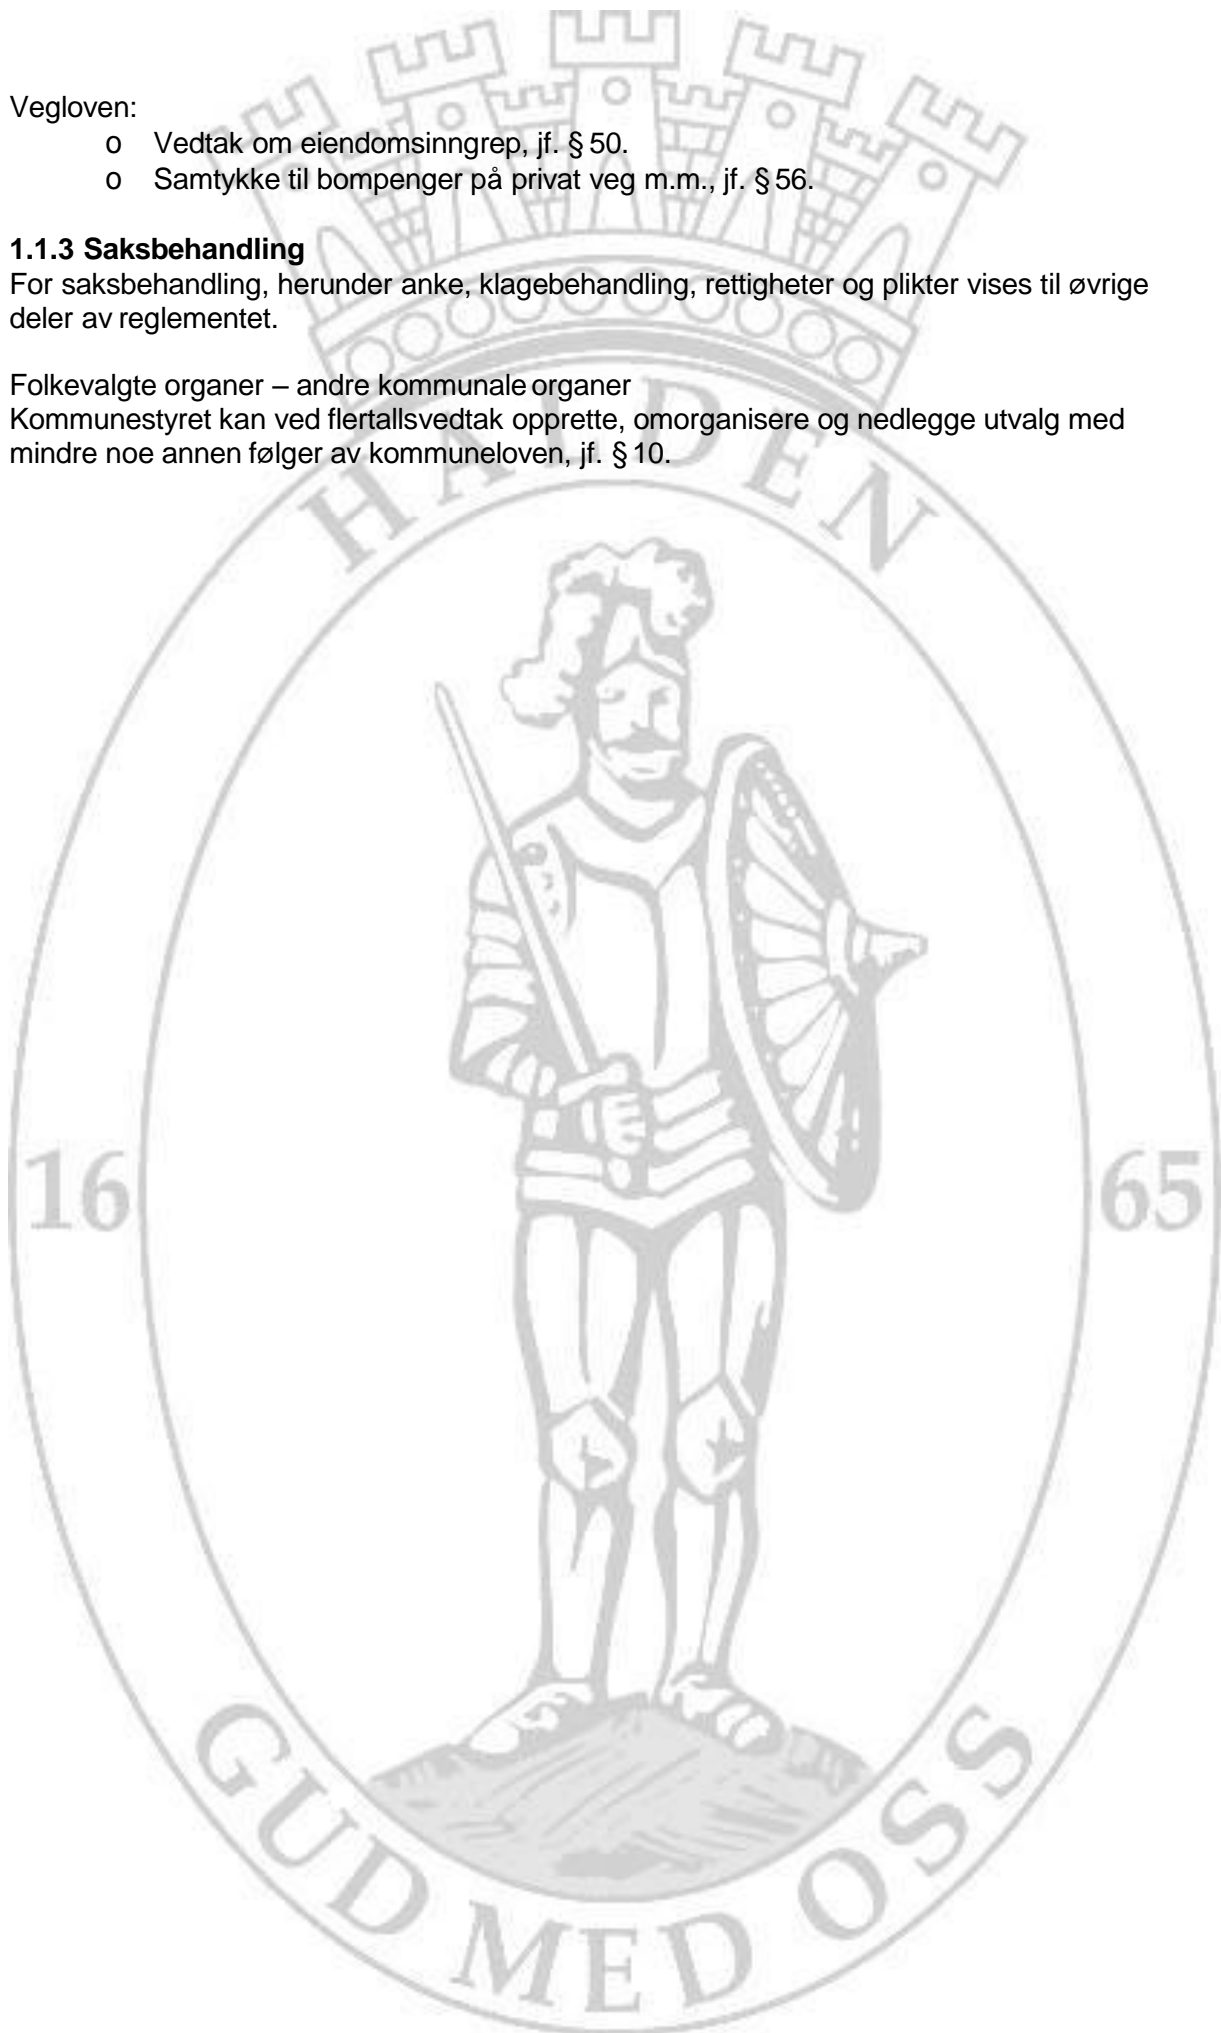 Vegloven:
o Vedtak om eiendomsinngrep, jf. § 50.
o Samtykke til bompenger på privat veg m.m., jf. § 56.
1.1.3 Saksbehandling
For saksbehandling, herunder anke, klagebehandling, rettigheter og plikter vises til øvrige
deler av reglementet.
Folkevalgte organer – andre kommunale organer
Kommunestyret kan ved flertallsvedtak opprette, omorganisere og nedlegge utvalg med
mindre noe annen følger av kommuneloven, jf. § 10.
HALDEN
16 65
GUD MED OSS